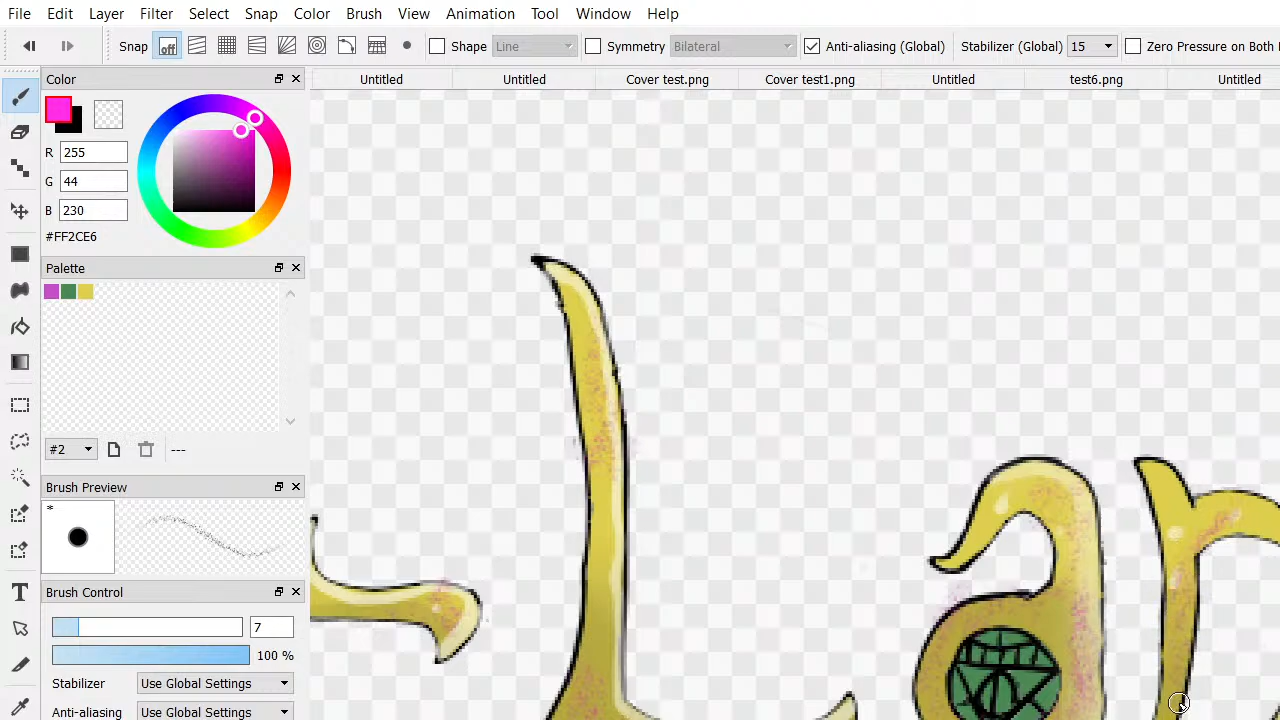 File Edit Layer Filter Select Snap Color Brush View Animation Tool Window Help
Snap off Shape Line Symmetry Bilateral Anti-aliasing (Global) Stabilizer (Global) 15 Zero Pressure on Both
Color
Untitled Untitled Cover test.png Cover test1.png Untitled test6.png Untitled
R 255
G 44
B 230
#FF2CE6
Palette
#2 ---
Brush Preview
*
Brush Control
7
100 %
Stabilizer Use Global Settings
Anti-aliasing Use Global Settings
T
ar